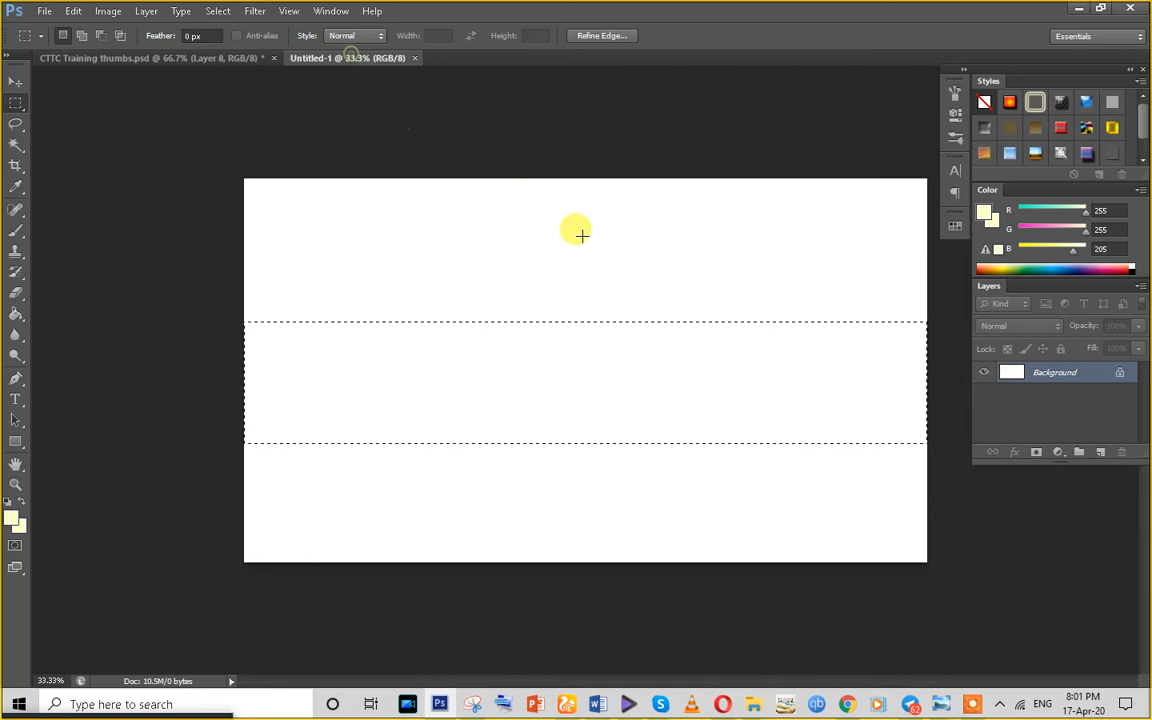 Ps File Edit Image Layer Type Select Filter View Window Help
Feather: 0 px Anti-alias Style: Normal Width: Height: Refine Edge... Essentials
CTTC Training thumbs.psd @ 66.7% (Layer 8, RGB/8) * × Untitled-1 @ 33.3% (RGB/8) ×
Styles
Color
R 255
G 255
B 205
Layers
Kind
Normal Opacity: 100%
Lock: Fill: 100%
Background
33.33% Doc: 10.5M/0 bytes
Type here to search
ENG
8:01 PM
17-Apr-20